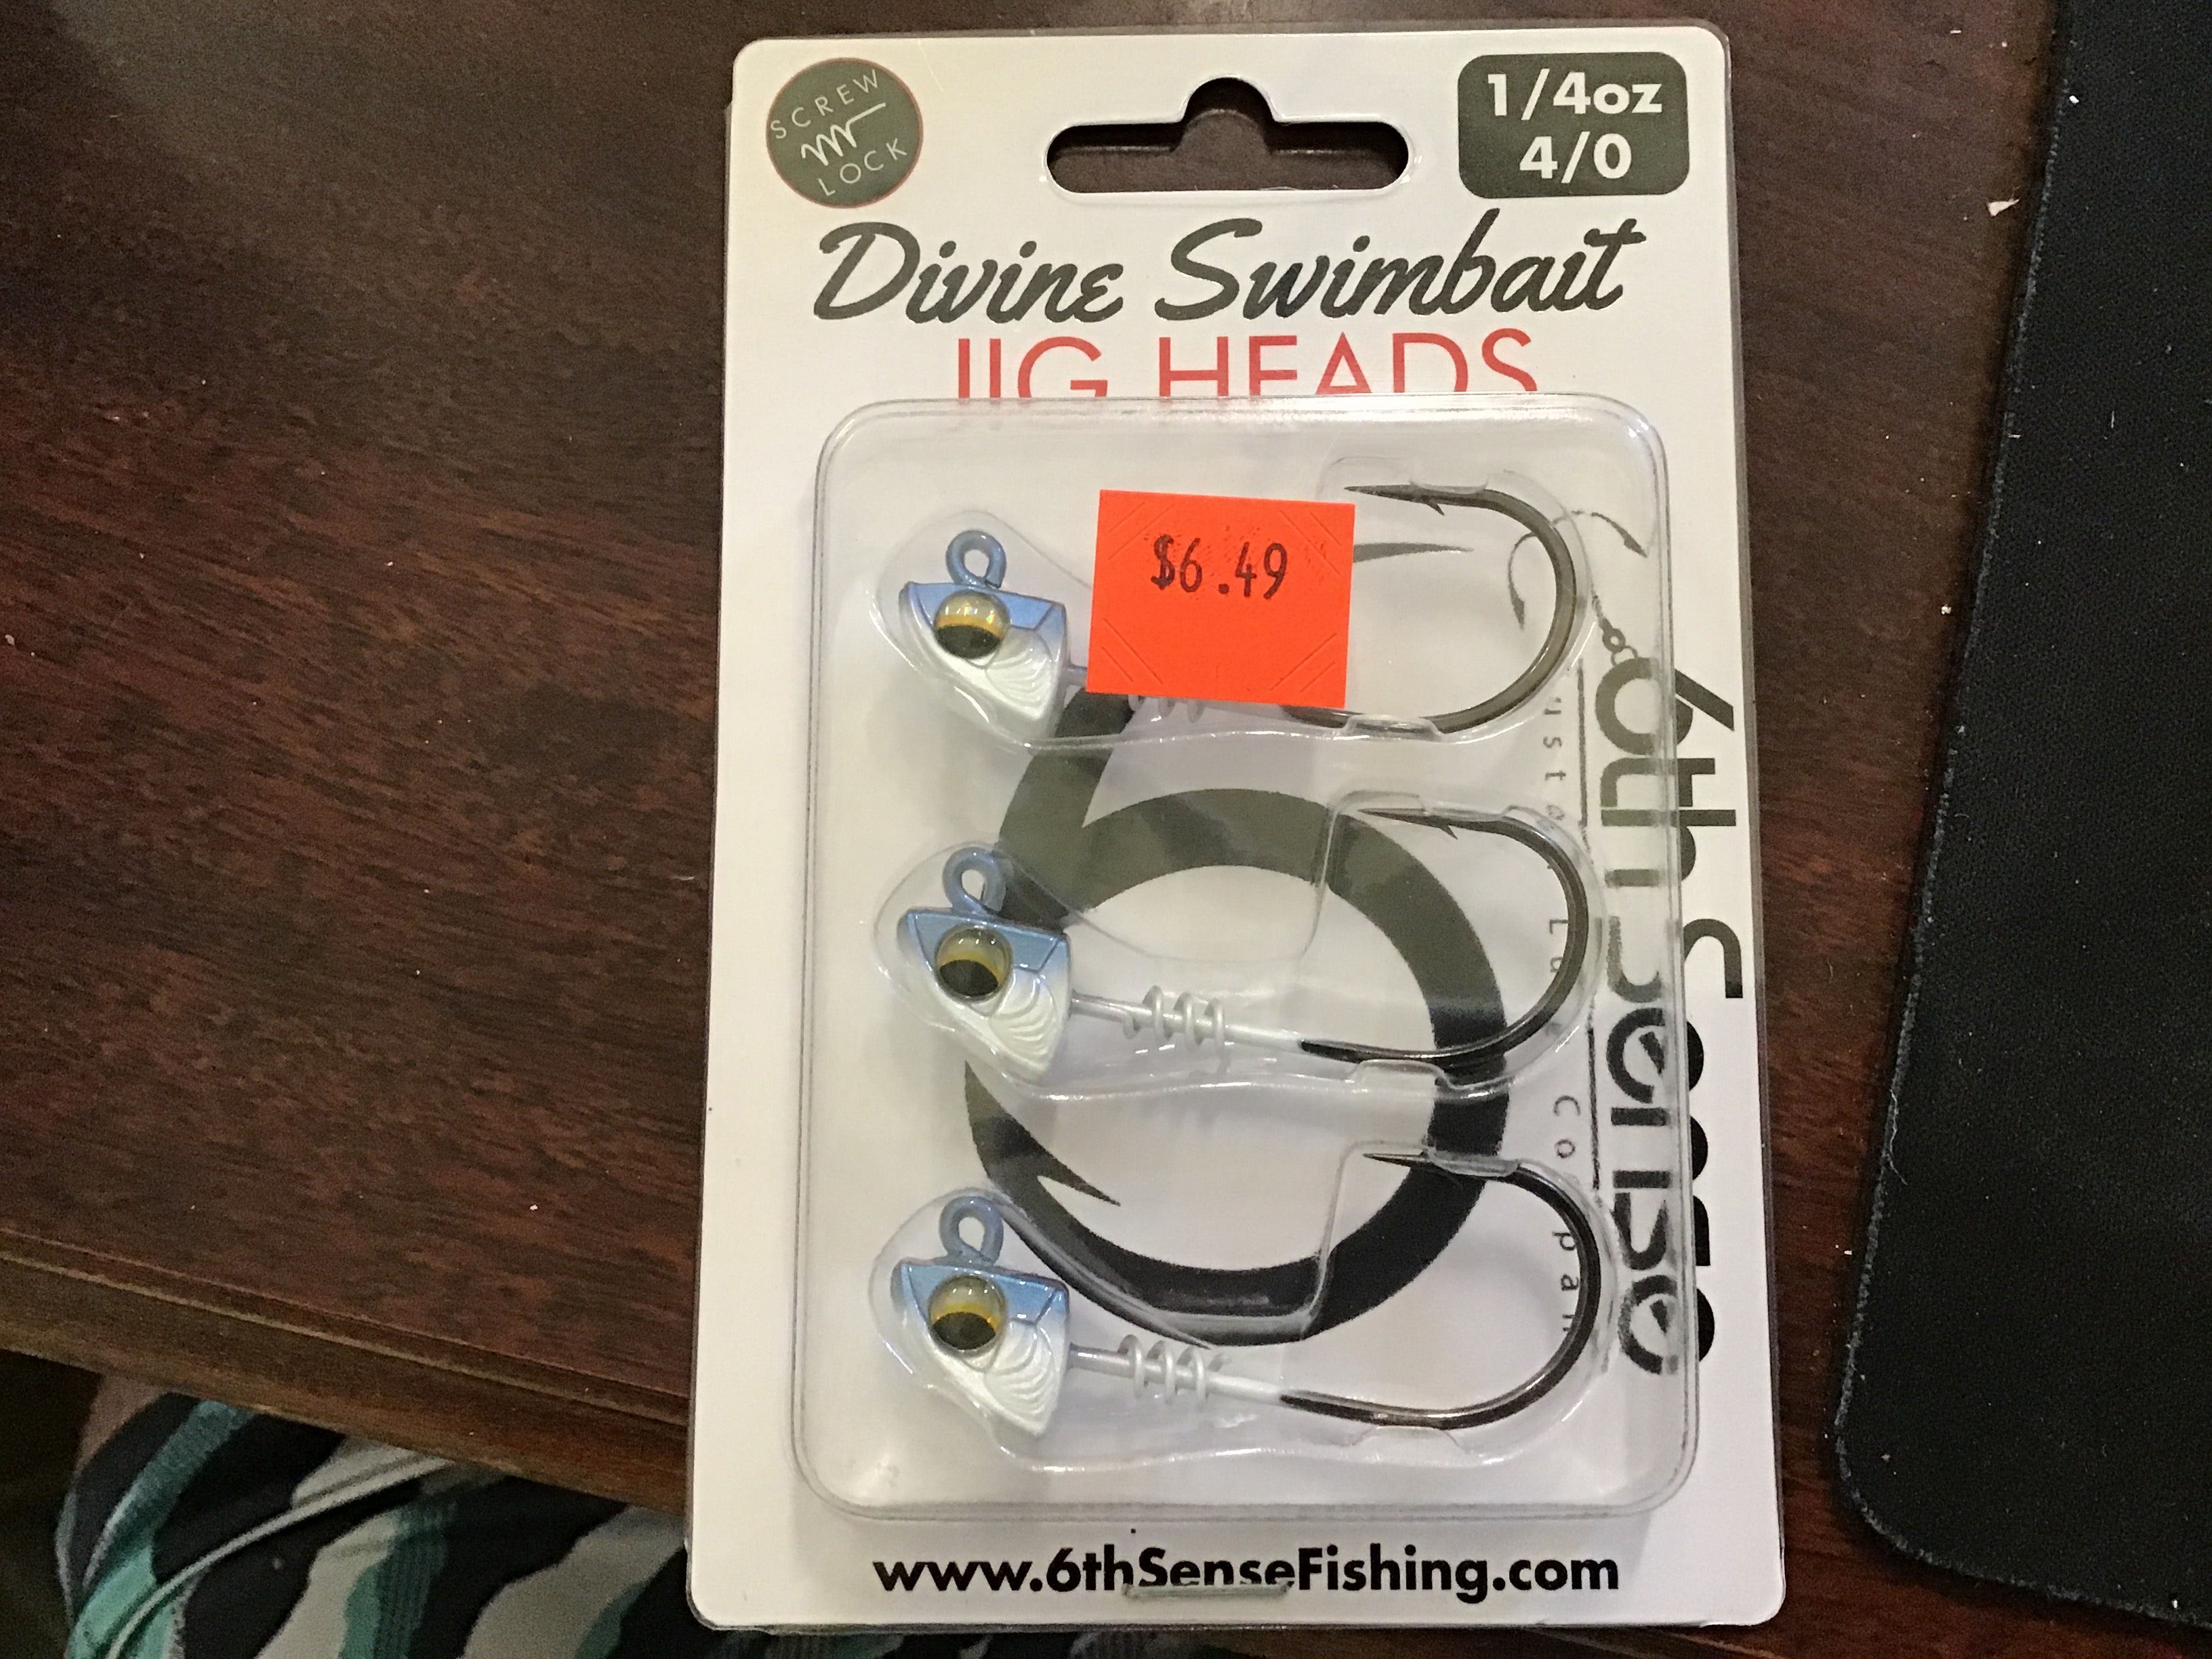 SCREW
LOCK
1/4oz
4/0
Divine Swimbait
JIG HEADS
$6.49
6th Sense
www.6thSenseFishing.com